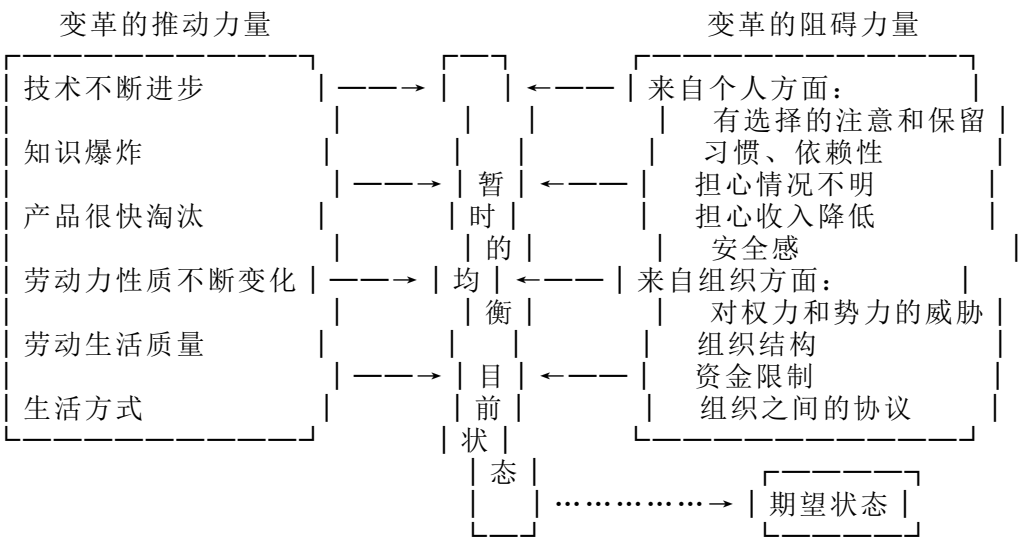 变革的推动力量
变革的阻碍力量
技术不断进步
知识爆炸
产品很快淘汰
劳动力性质不断变化
劳动生活质量
生活方式
暂时的均衡
目前状态
来自个人方面：
有选择的注意和保留
习惯、依赖性
担心情况不明
担心收入降低
安全感
来自组织方面：
对权力和势力的威胁
组织结构
资金限制
组织之间的协议
期望状态